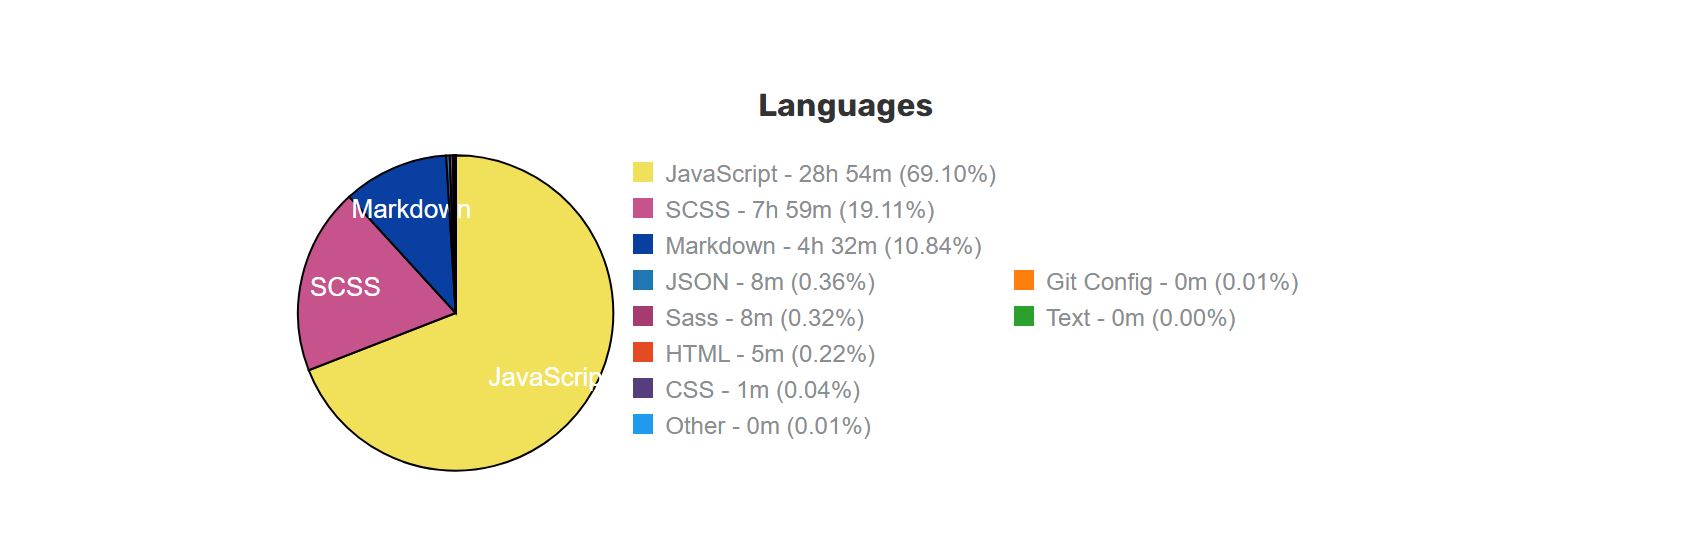 Languages
JavaScript - 28h 54m (69.10%)
SCSS - 7h 59m (19.11%)
Markdown - 4h 32m (10.84%)
JSON - 8m (0.36%)
Sass - 8m (0.32%)
HTML - 5m (0.22%)
CSS - 1m (0.04%)
Other - 0m (0.01%)
Git Config - 0m (0.01%)
Text - 0m (0.00%)
Markdown
SCSS
JavaScrip